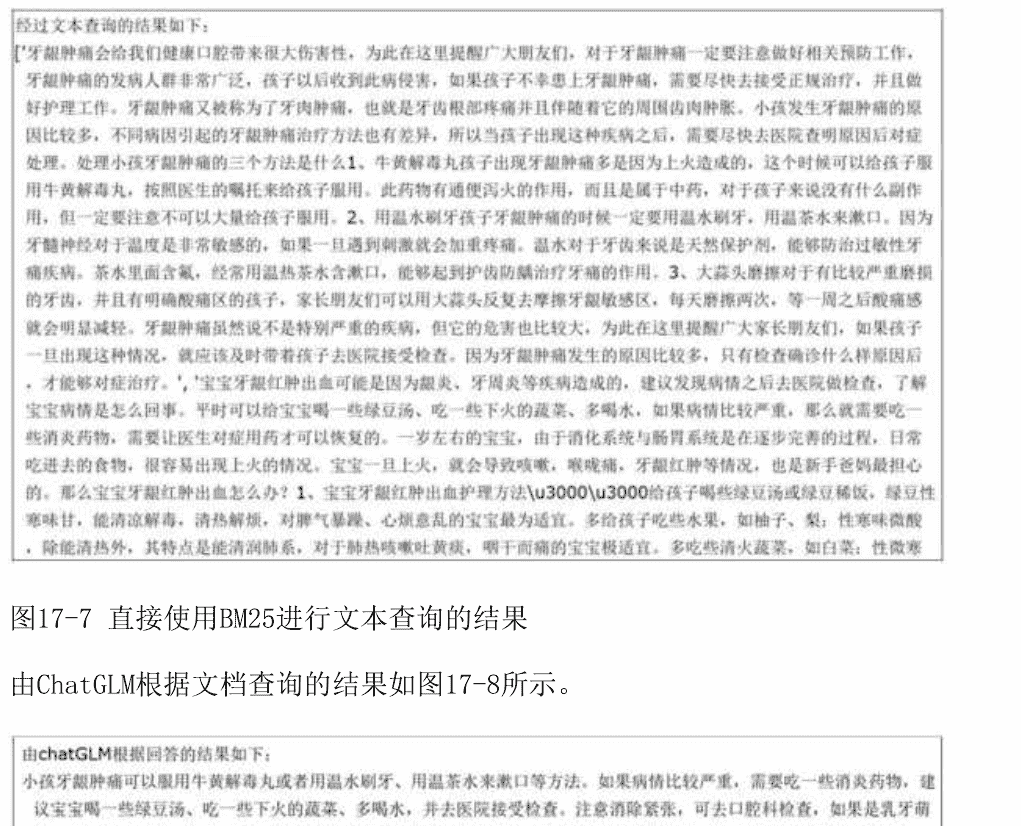 经过文本查询的结果如下：
['牙龈肿痛会给我们健康口腔带来很大伤害性，为此在这里提醒广大朋友们，对于牙龈肿痛一定要注意做好相关预防工作，
牙龈肿痛的发病人群非常广泛，孩子以后收到此病侵害，如果孩子不幸患上牙龈肿痛，需要尽快去接受正规治疗，并且做
好护理工作。牙龈肿痛又被称为了牙肉肿痛，也就是牙齿根部疼痛并且伴随着它的周围齿肉肿胀。小孩发生牙龈肿痛的原
因比较多，不同病因引起的牙龈肿痛治疗方法也有差异，所以当孩子出现这种疾病之后，需要尽快去医院查明原因后对症
处理。处理小孩牙龈肿痛的三个方法是什么1、牛黄解毒丸孩子出现牙龈肿痛多是因为上火造成的，这个时候可以给孩子服
用牛黄解毒丸，按照医生的嘱托来给孩子服用。此药物有通便泻火的作用，而且是属于中药，对于孩子来说没有什么副作
用，但一定要注意不可以大量给孩子服用。2、用温水刷牙孩子牙龈肿痛的时候一定要用温水刷牙，用温茶水来漱口。因为
牙髓神经对于温度是非常敏感的，如果一旦遇到刺激就会加重疼痛。温水对于牙齿来说是天然保护剂，能够防治过敏性牙
痛疾病。茶水里面含氟，经常用温热茶水含漱口，能够起到护齿防龋治疗牙痛的作用。3、大蒜头磨擦对于有比较严重磨损
的牙齿，并且有明确酸痛区的孩子，家长朋友们可以用大蒜头反复去摩擦牙龈敏感区，每天磨擦两次，等一周之后酸痛感
就会明显减轻。牙龈肿痛虽然说不是特别严重的疾病，但它的危害也比较大，为此在这里提醒广大家长朋友们，如果孩子
一旦出现这种情况，就应该及时带着孩子去医院接受检查。因为牙龈肿痛发生的原因比较多，只有检查确诊什么样原因后
，才能够对症治疗。', '宝宝牙龈红肿出血可能是因为龈炎、牙周炎等疾病造成的，建议发现病情之后去医院做检查，了解
宝宝病情是怎么回事。平时可以给宝宝喝一些绿豆汤、吃一些下火的蔬菜、多喝水，如果病情比较严重，那么就需要吃一
些消炎药物，需要让医生对症用药才可以恢复的。一岁左右的宝宝，由于消化系统与肠胃系统是在逐步完善的过程，日常
吃进去的食物，很容易出现上火的情况。宝宝一旦上火，就会导致咳嗽，喉咙痛，牙龈红肿等情况，也是新手爸妈最担心
的。那么宝宝牙龈红肿出血怎么办？1、宝宝牙龈红肿出血护理方法\u3000\u3000给孩子喝些绿豆汤或绿豆稀饭，绿豆性
寒味甘，能清凉解毒，清热解烦，对脾气暴躁、心烦意乱的宝宝最为适宜。多给孩子吃些水果，如柚子、梨：性寒味微酸
，除能清热外，其特点是能清润肺系，对于肺热咳嗽吐黄痰，咽干而痛的宝宝极适宜。多吃些清火蔬菜，如白菜：性微寒
图17-7 直接使用BM25进行文本查询的结果
由ChatGLM根据文档查询的结果如图17-8所示。
由chatGLM根据回答的结果如下：
小孩牙龈肿痛可以服用牛黄解毒丸或者用温水刷牙、用温茶水来漱口等方法。如果病情比较严重，需要吃一些消炎药物，建
议宝宝喝一些绿豆汤、吃一些下火的蔬菜、多喝水，并去医院接受检查。注意消除紧张，可去口腔科检查，如果是乳牙萌